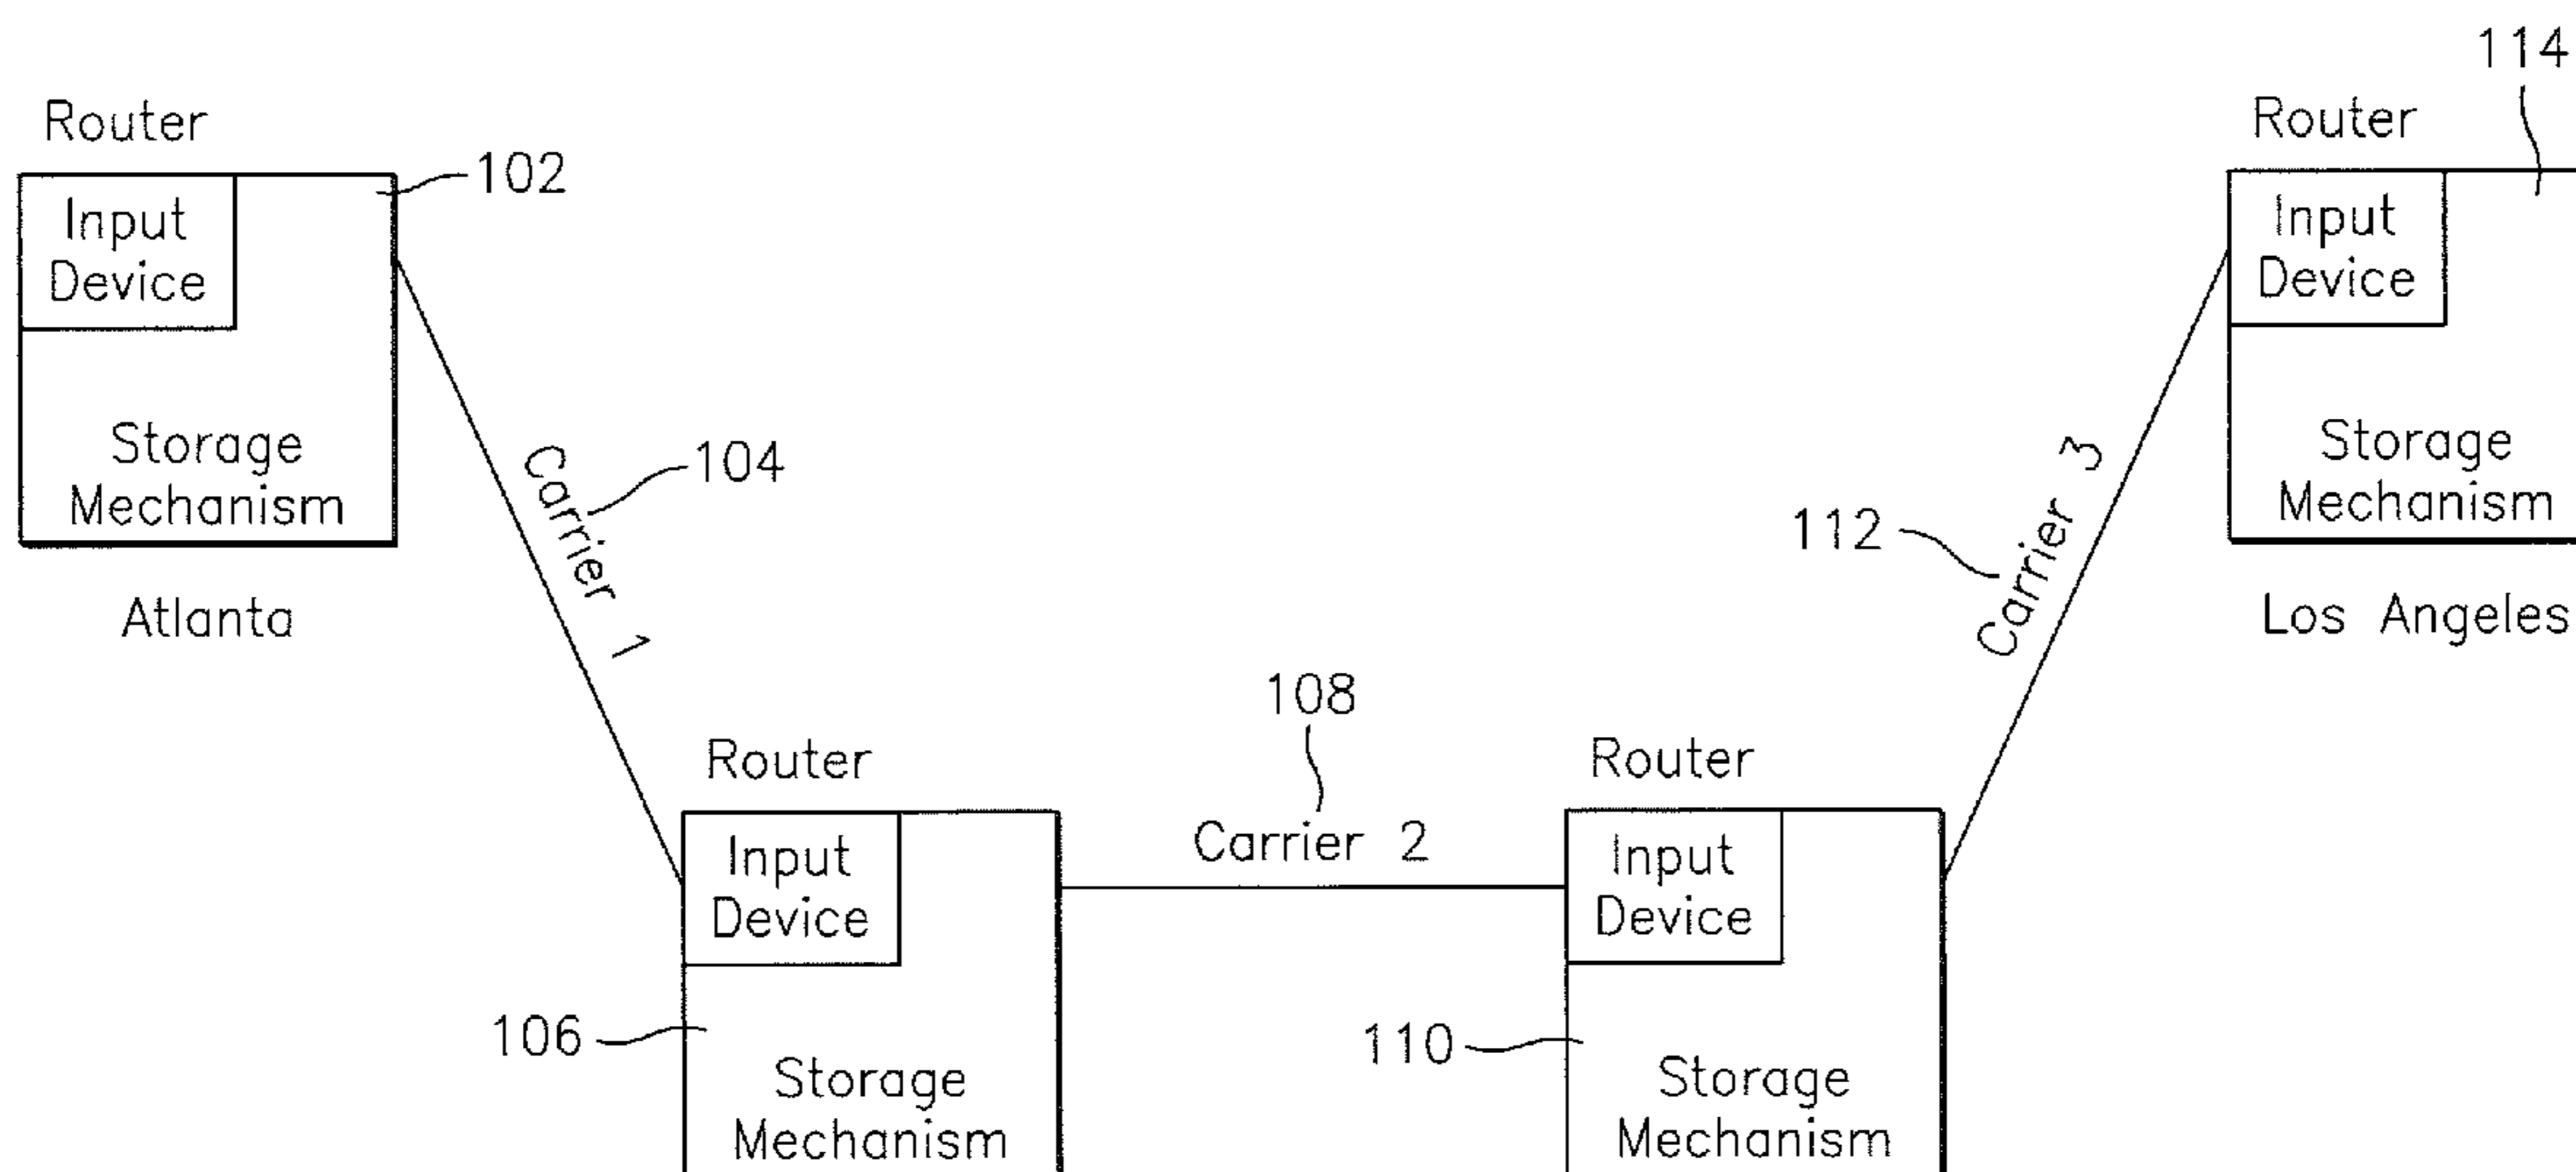 114
Router
Router
102
Input
Device
Input
Device
Storage
Mechanism
Carrier 1
104
112
Carrier 3
Storage
Mechanism
Atlanta
Los Angeles
108
Router
Router
Carrier 2
Input
Device
Input
Device
106
110
Storage
Mechanism
Storage
Mechanism